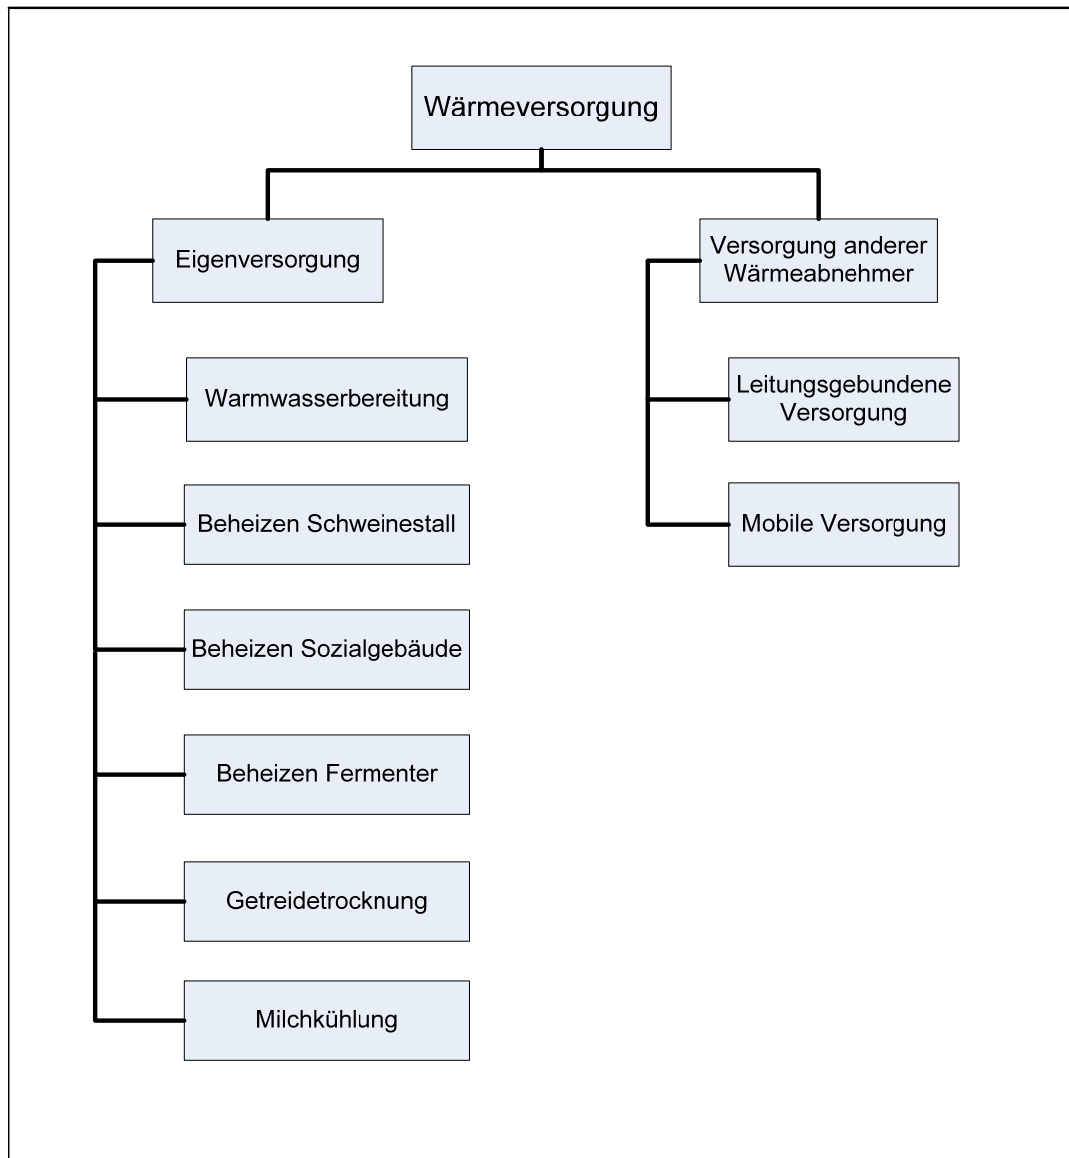 Wärmeversorgung
Eigenversorgung
Warmwasserbereitung
Beheizen Schweinestall
Beheizen Sozialgebäude
Beheizen Fermenter
Getreidetrocknung
Milchkühlung
Versorgung anderer
Wärmeabnehmer
Leitungsgebundene
Versorgung
Mobile Versorgung